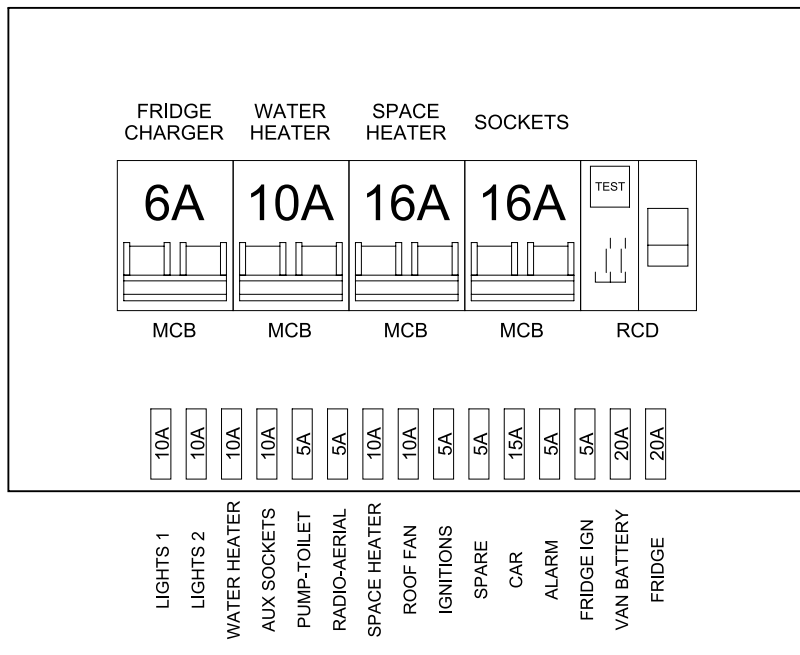 FRIDGE
CHARGER
WATER
HEATER
SPACE
HEATER
SOCKETS
6A
10A
16A
16A
TEST
MCB
MCB
MCB
MCB
RCD
10A
10A
10A
10A
5A
5A
10A
10A
5A
5A
15A
5A
5A
20A
20A
LIGHTS 1
LIGHTS 2
WATER HEATER
AUX SOCKETS
PUMP-TOILET
RADIO-AERIAL
SPACE HEATER
ROOF FAN
IGNITIONS
SPARE
CAR
ALARM
FRIDGE IGN
VAN BATTERY
FRIDGE